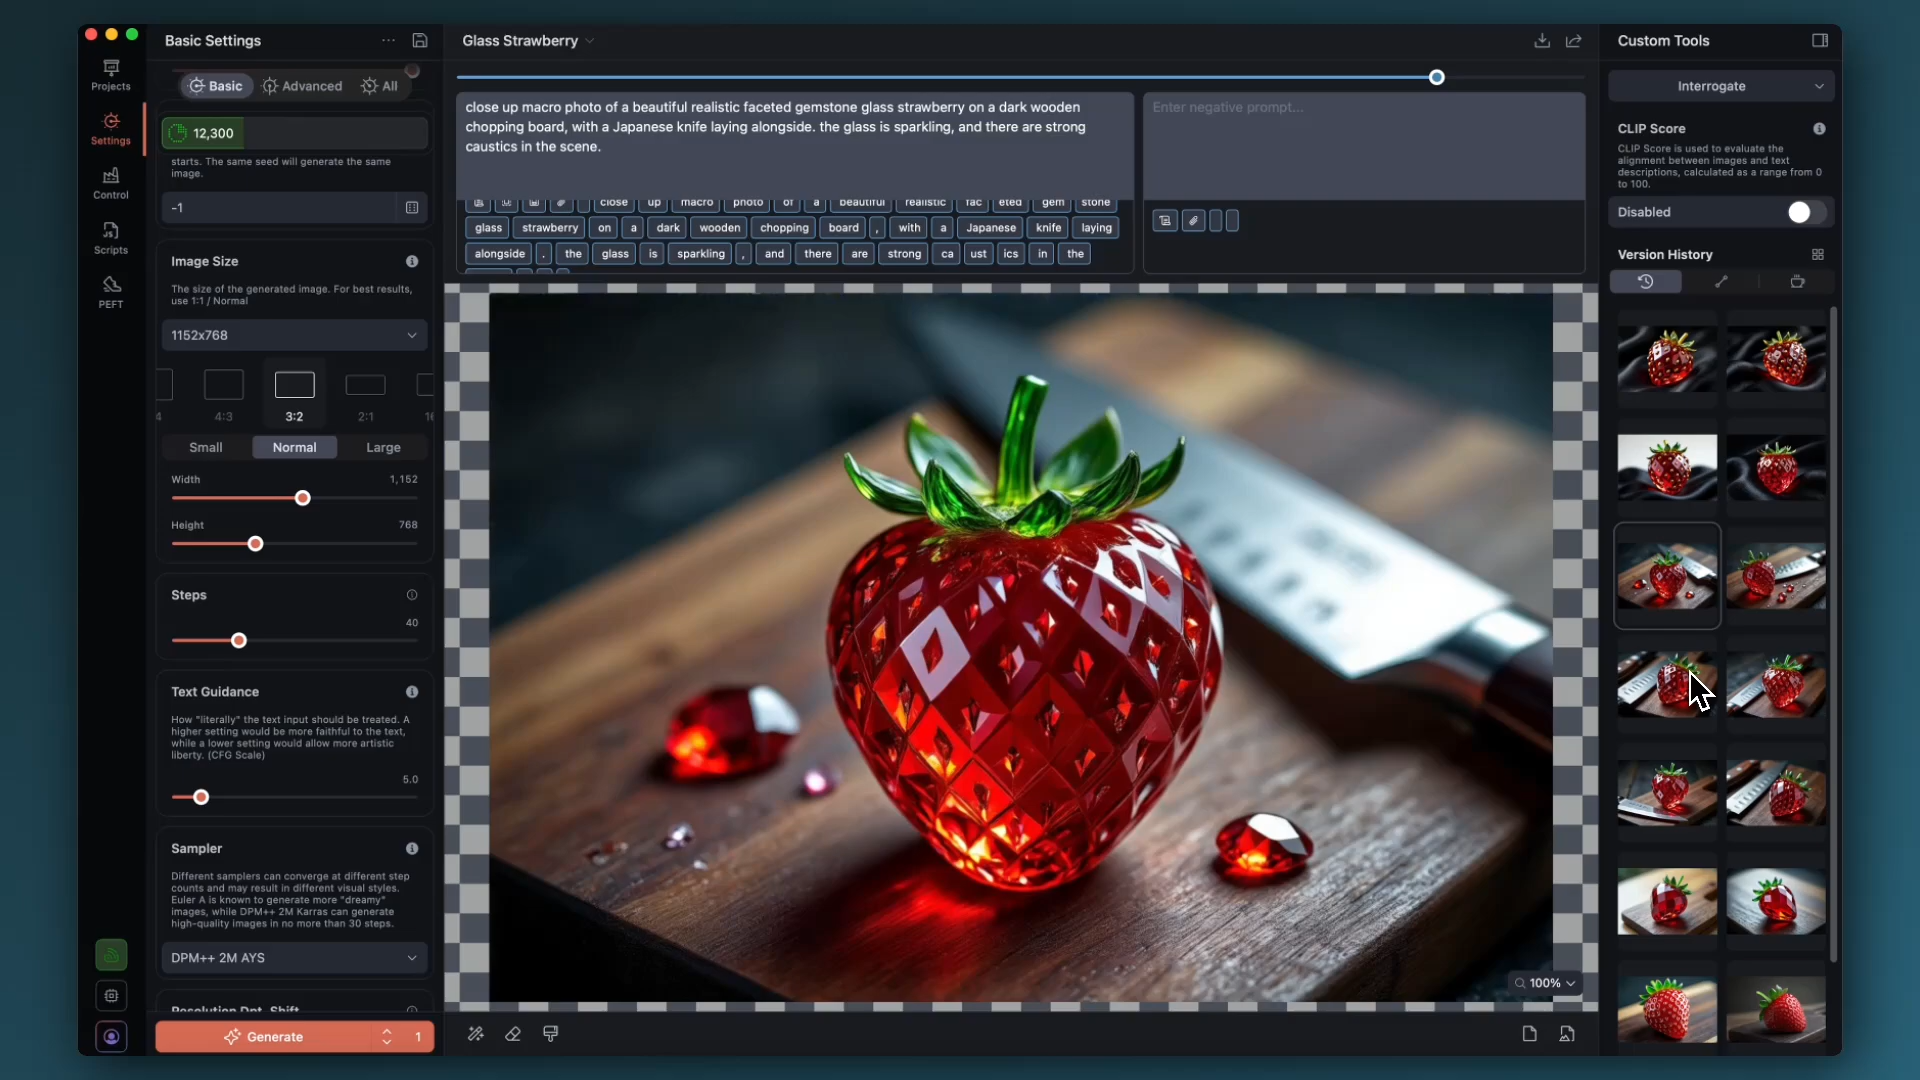 Basic Settings
Projects
Settings
Control
Scripts
PEFT
Basic
Advanced
All
12,300
starts. The same seed will generate the same
image.
-1
Image Size
The size of the generated image. For best results,
use 1:1 / Normal
1152x768
4
4:3
3:2
2:1
16
Small
Normal
Large
Width
1,152
Height
768
Steps
40
Text Guidance
How "literally" the text input should be treated. A
higher setting would be more faithful to the text,
while a lower setting would allow more artistic
liberty. (CFG Scale)
5.0
Sampler
Different samplers can converge at different step
counts and may result in different visual styles.
Euler A is known to generate more "dreamy"
images, while DPM++ 2M Karras can generate
high-quality images in no more than 30 steps.
DPM++ 2M AYS
Resolution Dpt. Shift
Generate
1
Glass Strawberry
close up macro photo of a beautiful realistic faceted gemstone glass strawberry on a dark wooden
chopping board, with a Japanese knife laying alongside. the glass is sparkling, and there are strong
caustics in the scene.
close up macro photo of a beautiful realistic fac eted gem stone
glass strawberry on a dark wooden chopping board , with a Japanese knife laying
alongside . the glass is sparkling , and there are strong ca ust ics in the
Enter negative prompt...
100%
Custom Tools
Interrogate
CLIP Score
CLIP Score is used to evaluate the
alignment between images and text
descriptions, calculated as a range from 0
to 100.
Disabled
Version History